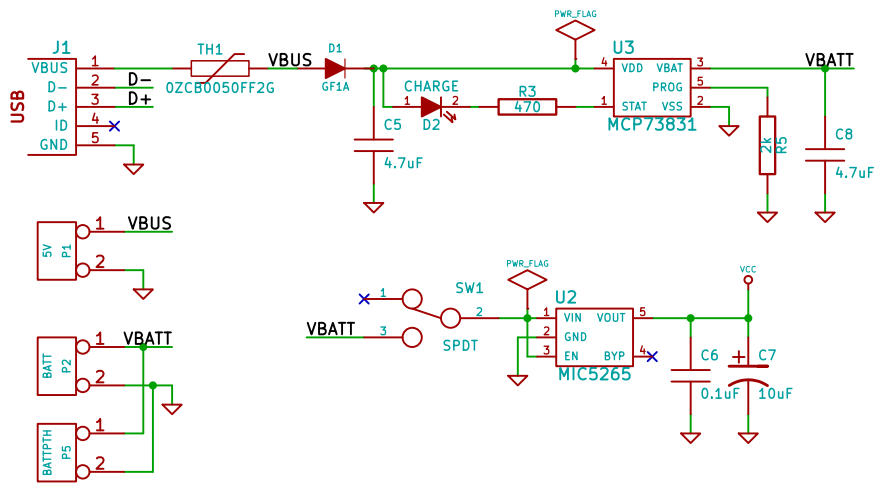 J1
USB
VBUS 1
D- 2 D-
D+ 3 D+
ID 4
GND 5
TH1
0ZCB0050FF2G
VBUS
D1
GF1A
PWR_FLAG
CHARGE
1 2
D2
R3
470
C5
4.7uF
U3
4 VDD VBAT 3
PROG 5
1 STAT VSS 2
MCP73831
VBATT
2k
R5
C8
4.7uF
5V
P1
1 VBUS
2
BATT
P2
1 VBATT
2
BATTPTH
P5
1
2
VBATT
SW1
1
2
3
SPDT
PWR_FLAG
U2
1 VIN VOUT 5
2 GND
3 EN BYP 4
MIC5265
VCC
C6
0.1uF
C7
10uF